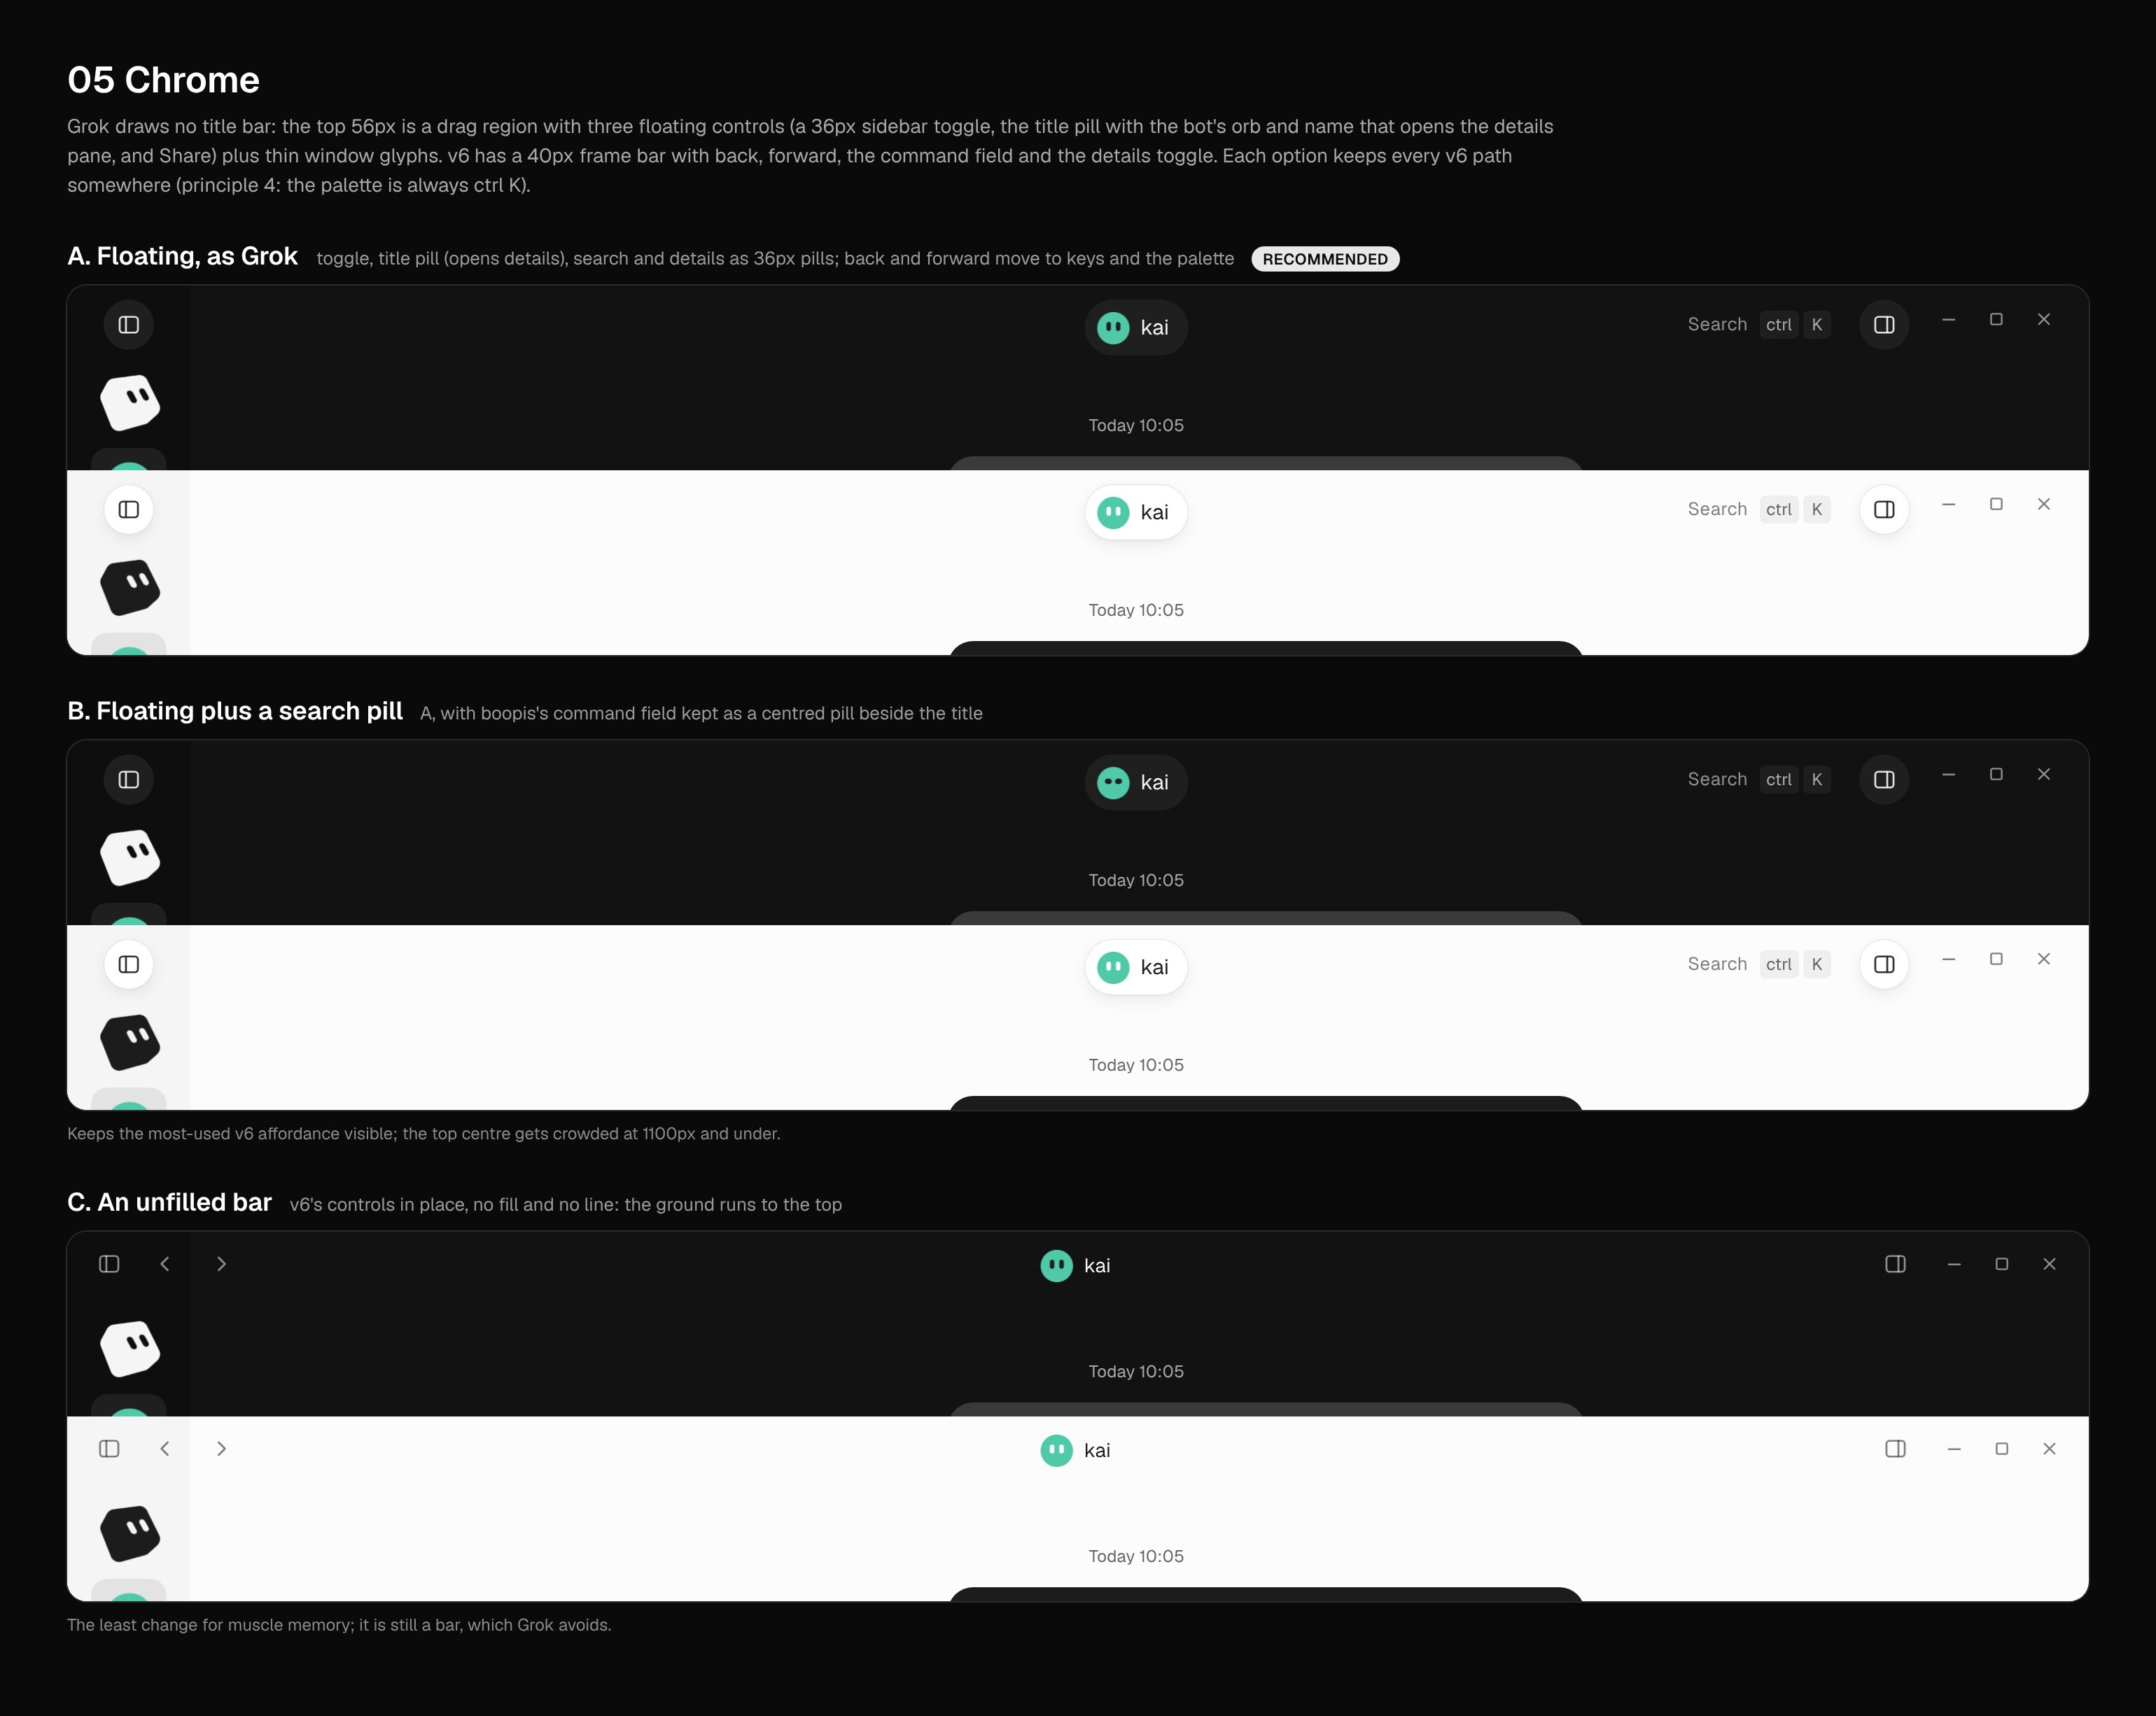 05 Chrome
Grok draws no title bar: the top 56px is a drag region with three floating controls (a 36px sidebar toggle, the title pill with the bot's orb and name that opens the details
pane, and Share) plus thin window glyphs. v6 has a 40px frame bar with back, forward, the command field and the details toggle. Each option keeps every v6 path
somewhere (principle 4: the palette is always ctrl K).
A. Floating, as Grok toggle, title pill (opens details), search and details as 36px pills; back and forward move to keys and the palette RECOMMENDED
kai Search ctrl K
Today 10:05
kai Search ctrl K
Today 10:05
B. Floating plus a search pill A, with boopis's command field kept as a centred pill beside the title
kai Search ctrl K
Today 10:05
kai Search ctrl K
Today 10:05
Keeps the most-used v6 affordance visible; the top centre gets crowded at 1100px and under.
C. An unfilled bar v6's controls in place, no fill and no line: the ground runs to the top
kai
Today 10:05
kai
Today 10:05
The least change for muscle memory; it is still a bar, which Grok avoids.